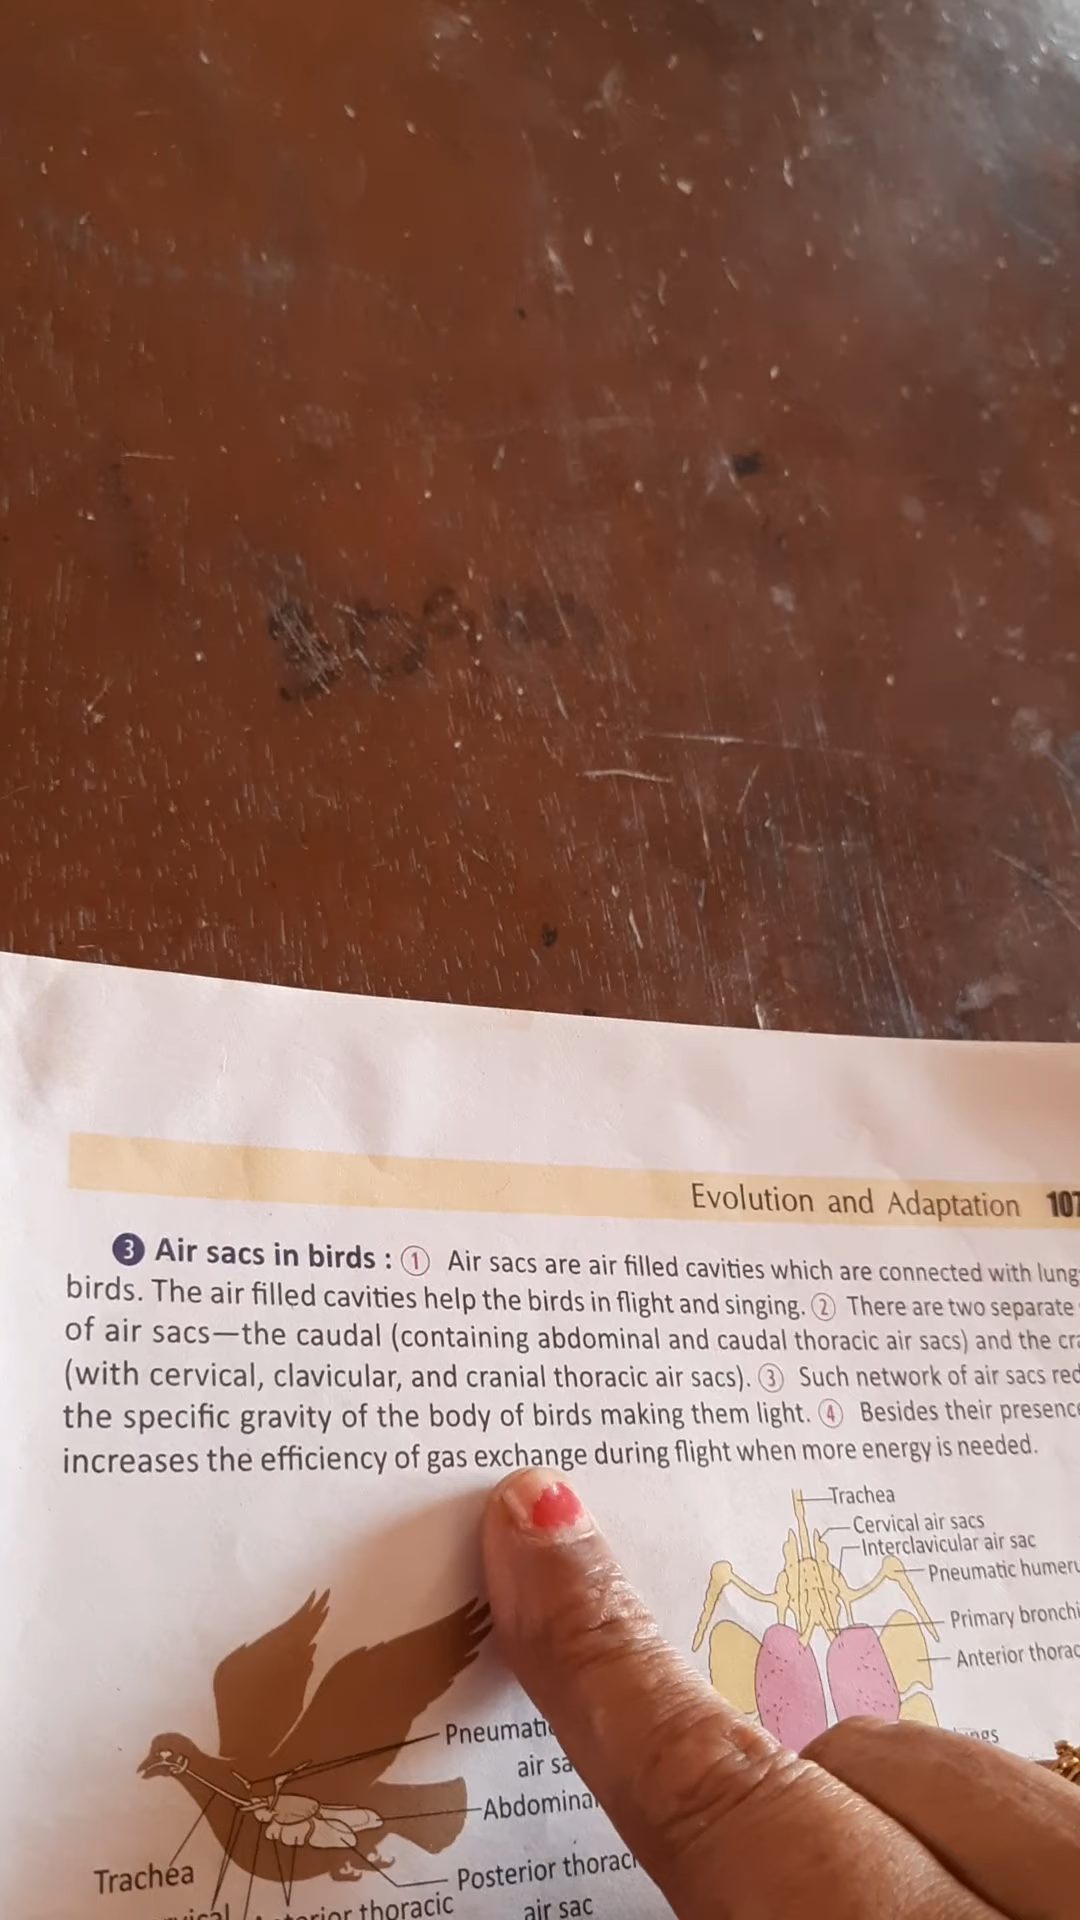 Evolution and Adaptation 107
3 Air sacs in birds : 1 Air sacs are air filled cavities which are connected with lung
birds. The air filled cavities help the birds in flight and singing. 2 There are two separate
of air sacs—the caudal (containing abdominal and caudal thoracic air sacs) and the
(with cervical, clavicular, and cranial thoracic air sacs). 3 Such network of air sacs
the specific gravity of the body of birds making them light. 4 Besides their
increases the efficiency of gas exchange during flight when more energy is needed.
Trachea
Cervical air sacs
Interclavicular air sac
Pneumatic
Primary bronchi
Anterior
air
Posterior
Trachea
thoracic
air sac